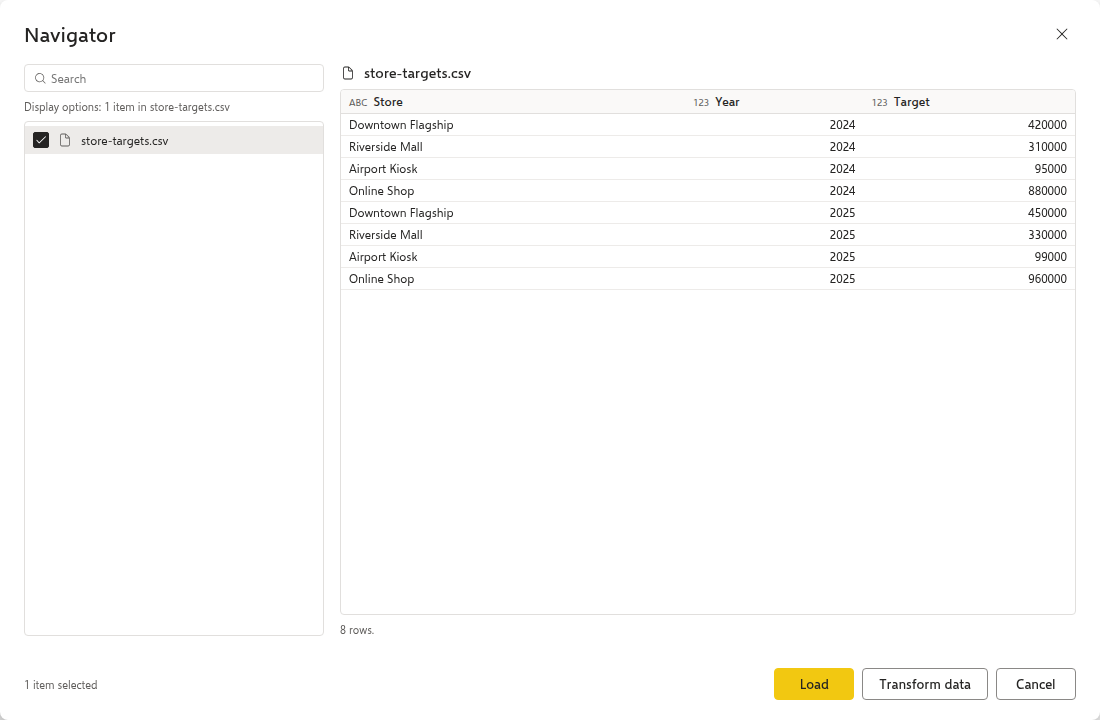 Navigator
Search
Display options: 1 item in store-targets.csv
store-targets.csv
store-targets.csv
ABC Store 123 Year 123 Target
Downtown Flagship 2024 420000
Riverside Mall 2024 310000
Airport Kiosk 2024 95000
Online Shop 2024 880000
Downtown Flagship 2025 450000
Riverside Mall 2025 330000
Airport Kiosk 2025 99000
Online Shop 2025 960000
8 rows.
1 item selected
Load Transform data Cancel